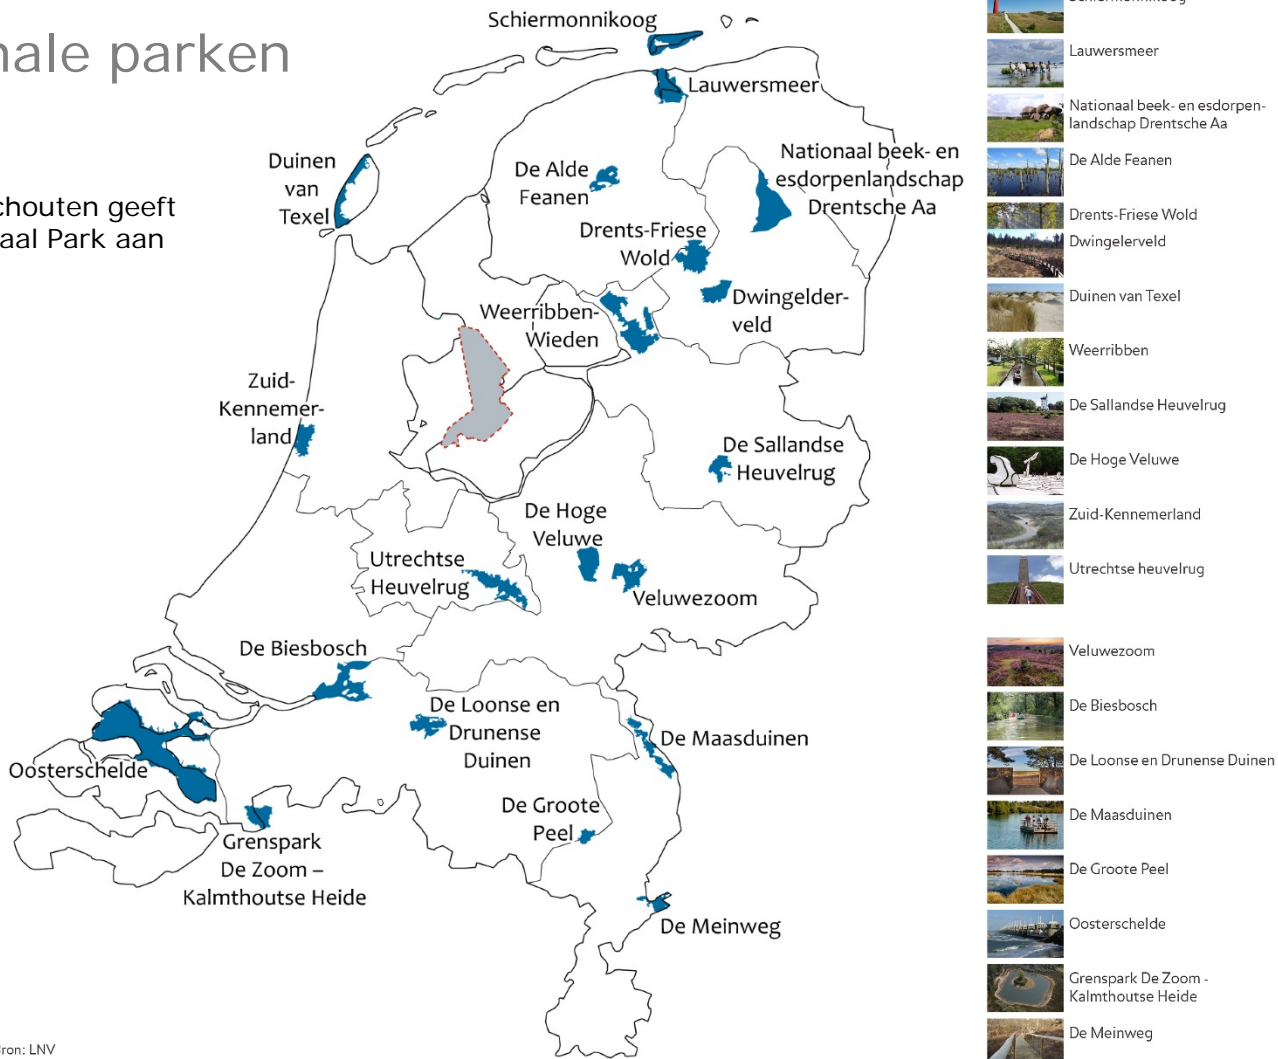 nale parken
chouten geeft
aal Park aan
Schiermonnikoog
Lauwersmeer
Duinen
van
Texel
De Alde
Feanen
Nationaal beek- en
esdorpenlandschap
Drentsche Aa
Drents-Friese
Wold
Dwingelder-
veld
Weerribben-
Wieden
Zuid-
Kennemer-
land
De Sallandse
Heuvelrug
De Hoge
Veluwe
Utrechtse
Heuvelrug
Veluwezoom
De Biesbosch
De Loonse en
Drunense
Duinen
De Maasduinen
Oosterschelde
De Groote
Peel
Grenspark
De Zoom –
Kalmthoutse Heide
De Meinweg
ron: LNV
Schiermonnikoog
Lauwersmeer
Nationaal beek- en esdorpen-
landschap Drentsche Aa
De Alde Feanen
Drents-Friese Wold
Dwingelerveld
Duinen van Texel
Weerribben
De Sallandse Heuvelrug
De Hoge Veluwe
Zuid-Kennemerland
Utrechtse heuvelrug
Veluwezoom
De Biesbosch
De Loonse en Drunense Duinen
De Maasduinen
De Groote Peel
Oosterschelde
Grenspark De Zoom -
Kalmthoutse Heide
De Meinweg